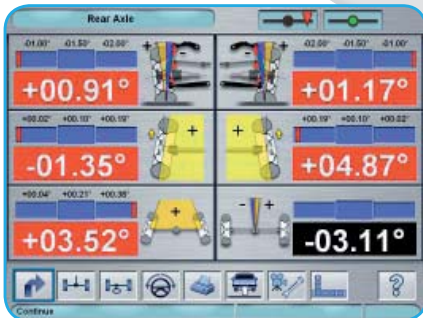 Rear Axle
-01.00° -01.50° -02.00°
-02.00° -01.50° -01.00°
+00.91°
+01.17°
+00.02° +00.10° +00.19°
+00.19° +00.10° +00.02°
-01.35°
+04.87°
+00.04° +00.21° +00.38°
+03.52°
-03.11°
Continue